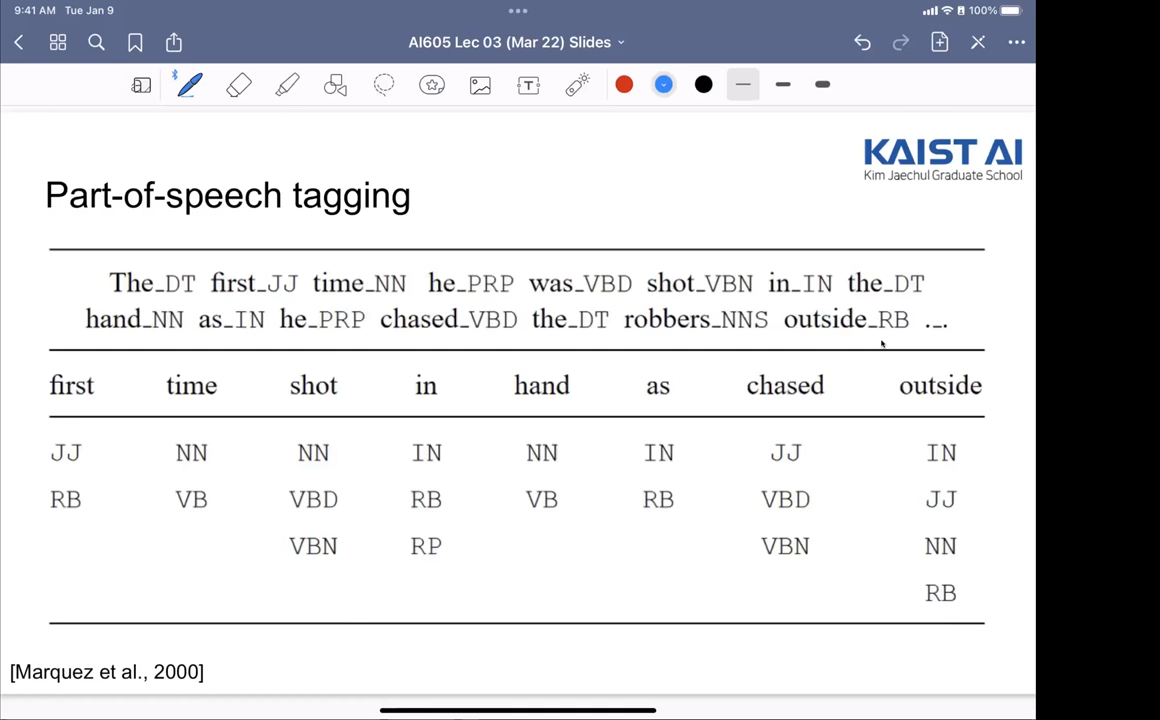 9:41 AM Tue Jan 9
100%
AI605 Lec 03 (Mar 22) Slides
T
KAIST AI
Kim Jaechul Graduate School
Part-of-speech tagging
The_DT first_JJ time_NN he_PRP was_VBD shot_VBN in_IN the_DT
hand_NN as_IN he_PRP chased_VBD the_DT robbers_NNS outside_RB ._.
first time shot in hand as chased outside
JJ NN NN IN NN IN JJ IN
RB VB VBD RB VB RB VBD JJ
VBN RP VBN NN
RB
[Marquez et al., 2000]